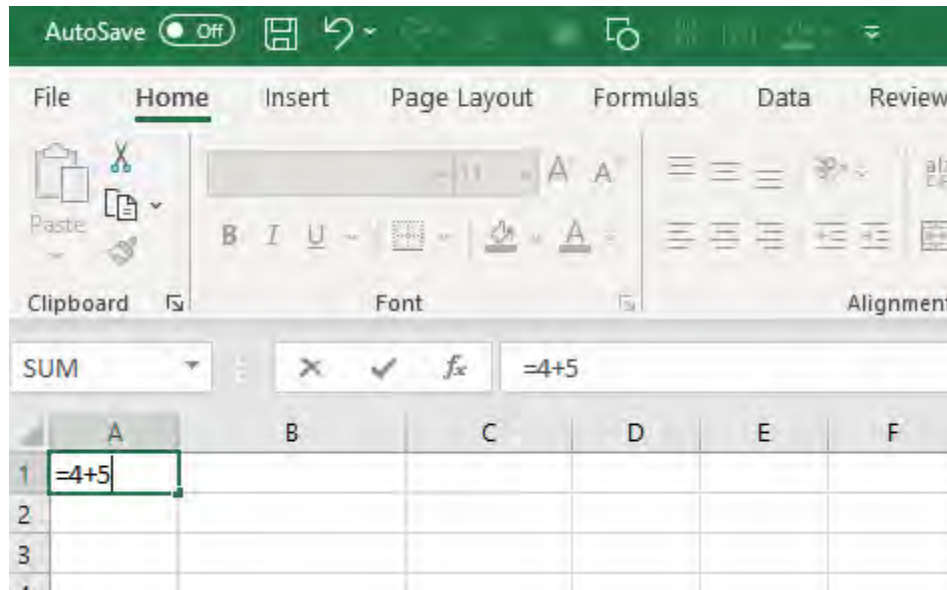 AutoSave Off
File Home Insert Page Layout Formulas Data Review
11 A A
Paste
B I U A
Clipboard Font Alignment
SUM fx =4+5
A B C D E F
1 =4+5
2
3